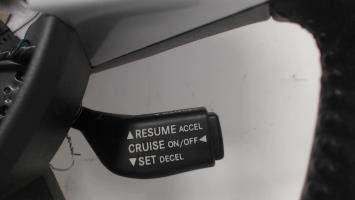 ▲RESUME ACCEL
CRUISE ON/OFF◄
▼SET DECEL